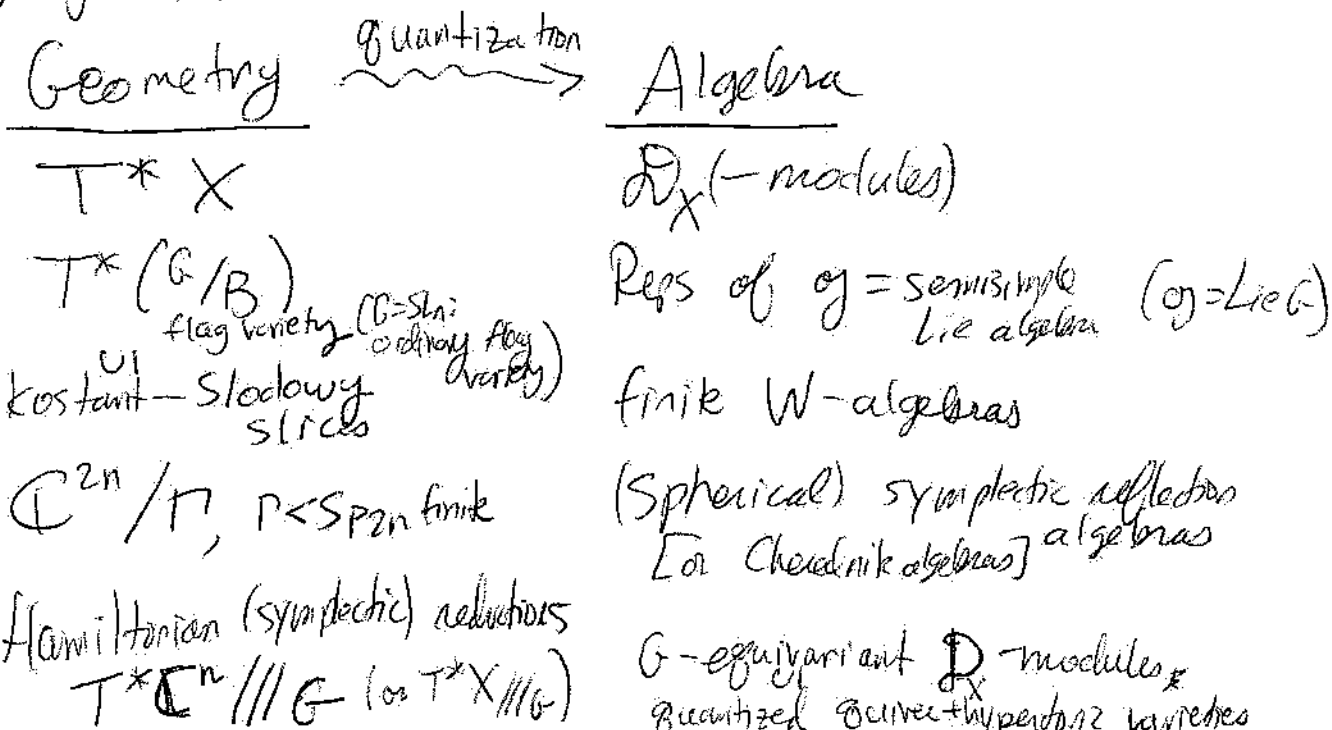 Geometry quantization Algebra
T* X 𝒟_X (-modules)
T* (G/B) Reps of 𝔤 = semisimple Lie algebra (𝔤 = Lie G)
flag variety (G=SLn: ordinary flag variety)
∪|
Kostant–Slodowy slices finite W-algebras
ℂ^{2n}/Γ, Γ<Sp_{2n} finite (Spherical) symplectic reflection algebras
[or Cherednik algebras]
Hamiltonian (symplectic) reductions
T*ℂ^n///G (or T*X///G) G-equivariant 𝒟_X-modules,
quantized quiver + hypertoric varieties